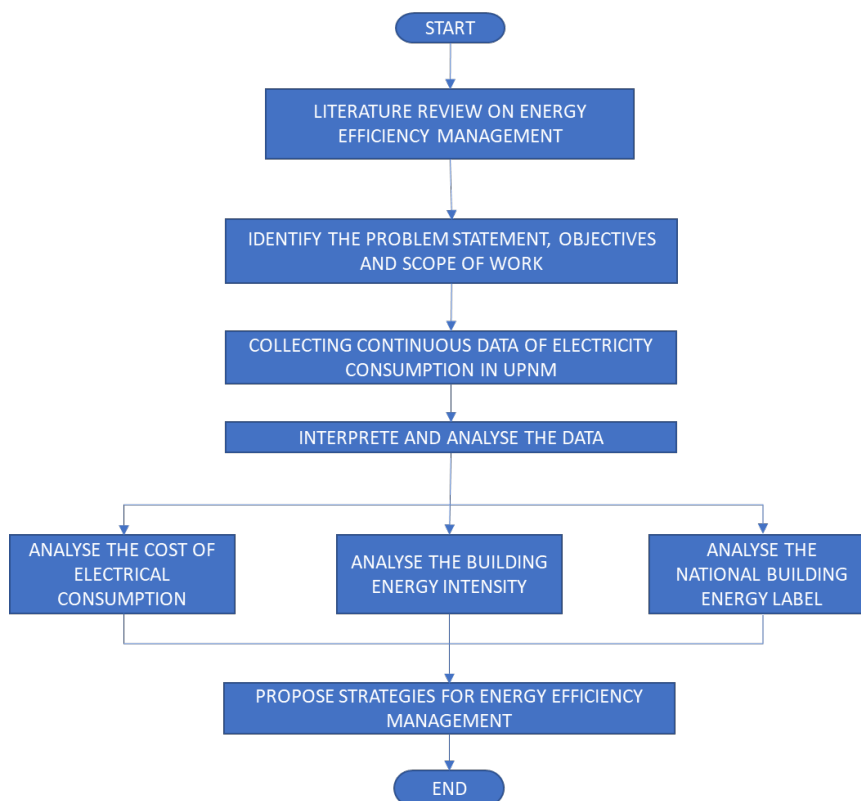 START
LITERATURE REVIEW ON ENERGY
EFFICIENCY MANAGEMENT
IDENTIFY THE PROBLEM STATEMENT, OBJECTIVES
AND SCOPE OF WORK
COLLECTING CONTINUOUS DATA OF ELECTRICITY
CONSUMPTION IN UPNM
INTERPRETE AND ANALYSE THE DATA
ANALYSE THE COST OF
ELECTRICAL
CONSUMPTION
ANALYSE THE BUILDING
ENERGY INTENSITY
ANALYSE THE
NATIONAL BUILDING
ENERGY LABEL
PROPOSE STRATEGIES FOR ENERGY EFFICIENCY
MANAGEMENT
END